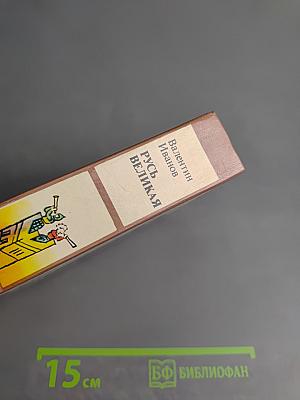 Валентин
Иванов
РУСЬ
ВЕЛИКАЯ
15 см
БФ БИБЛИОФАН